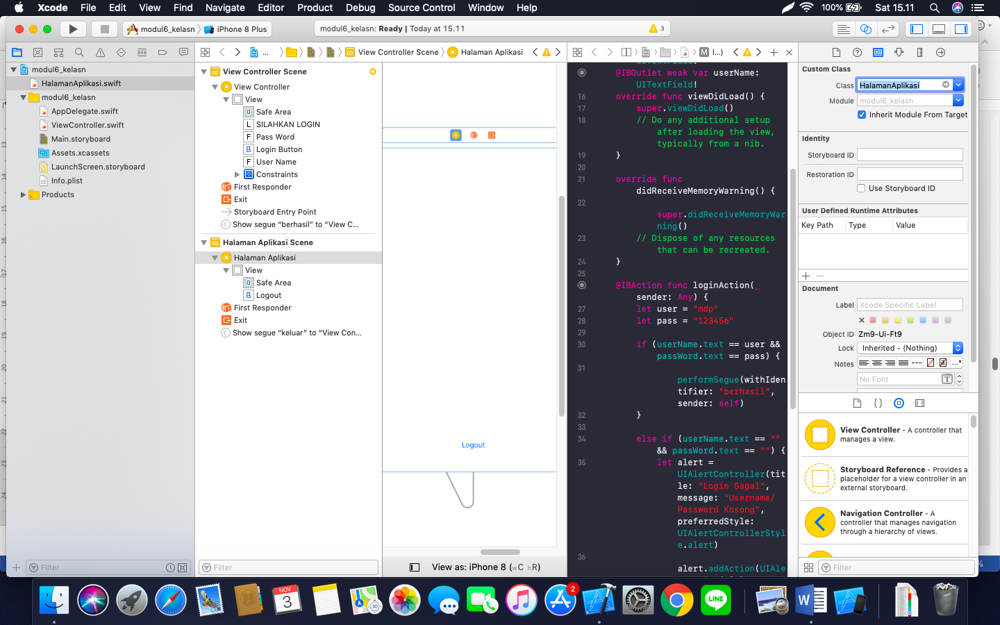 Xcode File Edit View Find Navigate Editor Product Debug Source Control Window Help 100% Sat 15.11
modul6_kelasn iPhone 8 Plus modul6_kelasn: Ready | Today at 15.11 3
... View Controller Scene Halaman Aplikasi
modul6_kelasn
HalamanAplikasi.swift
modul6_kelasn
AppDelegate.swift
ViewController.swift
Main.storyboard
Assets.xcassets
LaunchScreen.storyboard
Info.plist
Products
Filter
View Controller Scene
View Controller
View
Safe Area
L SILAHKAN LOGIN
F Pass Word
B Login Button
F User Name
Constraints
First Responder
Exit
Storyboard Entry Point
Show segue “berhasil” to “View C...
Halaman Aplikasi Scene
Halaman Aplikasi
View
Safe Area
B Logout
First Responder
Exit
Show segue “keluar” to “View Con...
Filter
Logout
View as: iPhone 8 (wC hR)
@IBOutlet weak var userName:
UITextField!
16 override func viewDidLoad() {
17 super.viewDidLoad()
18 // Do any additional setup
after loading the view,
typically from a nib.
19 }
20
21 override func
didReceiveMemoryWarning() {
22
super.didReceiveMemoryWar
ning()
23 // Dispose of any resources
that can be recreated.
24 }
25
@IBAction func loginAction(_
sender: Any) {
27 let user = "mdp"
28 let pass = "123456"
29
30 if (userName.text == user &&
passWord.text == pass) {
31
performSegue(withIden
tifier: "berhasil",
sender: self)
32 }
33
34 else if (userName.text == ""
&& passWord.text == "") {
35 let alert =
UIAlertController(tit
le: "Login Gagal",
message: "Username/
Password Kosong",
preferredStyle:
UIAlertControllerStyl
e.alert)
36
alert.addAction(UIAle
Custom Class
Class HalamanAplikasi
Module modul6_kelasn
Inherit Module From Target
Identity
Storyboard ID
Restoration ID
Use Storyboard ID
User Defined Runtime Attributes
Key Path Type Value
Document
Label Xcode Specific Label
Object ID Zm9-Ui-Ft9
Lock Inherited - (Nothing)
Notes
No Font
View Controller - A controller that
manages a view.
Storyboard Reference - Provides a
placeholder for a view controller in an
external storyboard.
Navigation Controller - A
controller that manages navigation
through a hierarchy of views.
Filter
NOV
3
2
LINE